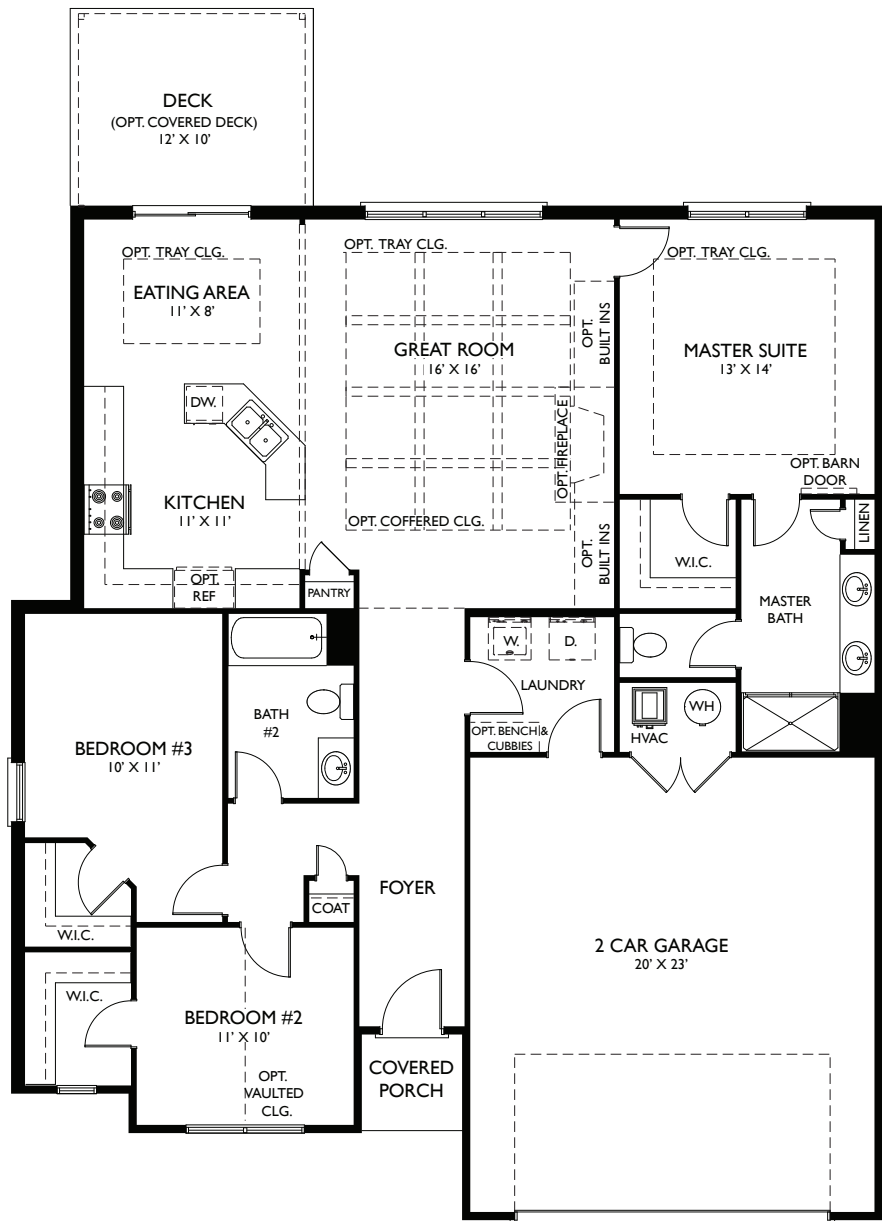 DECK
(OPT. COVERED DECK)
12' X 10'
OPT. TRAY CLG.
EATING AREA
11' X 8'
OPT. TRAY CLG.
GREAT ROOM
16' X 16'
OPT.
BUILT INS
OPT. FIREPLACE
OPT.
BUILT INS
OPT. COFFERED CLG.
OPT. TRAY CLG.
MASTER SUITE
13' X 14'
OPT. BARN
DOOR
DW.
KITCHEN
11' X 11'
OPT.
REF
PANTRY
W.I.C.
LINEN
MASTER
BATH
W.
D.
LAUNDRY
OPT. BENCH &
CUBBIES
HVAC
WH
BATH
#2
BEDROOM #3
10' X 11'
W.I.C.
COAT
FOYER
W.I.C.
BEDROOM #2
11' X 10'
OPT.
VAULTED
CLG.
COVERED
PORCH
2 CAR GARAGE
20' X 23'